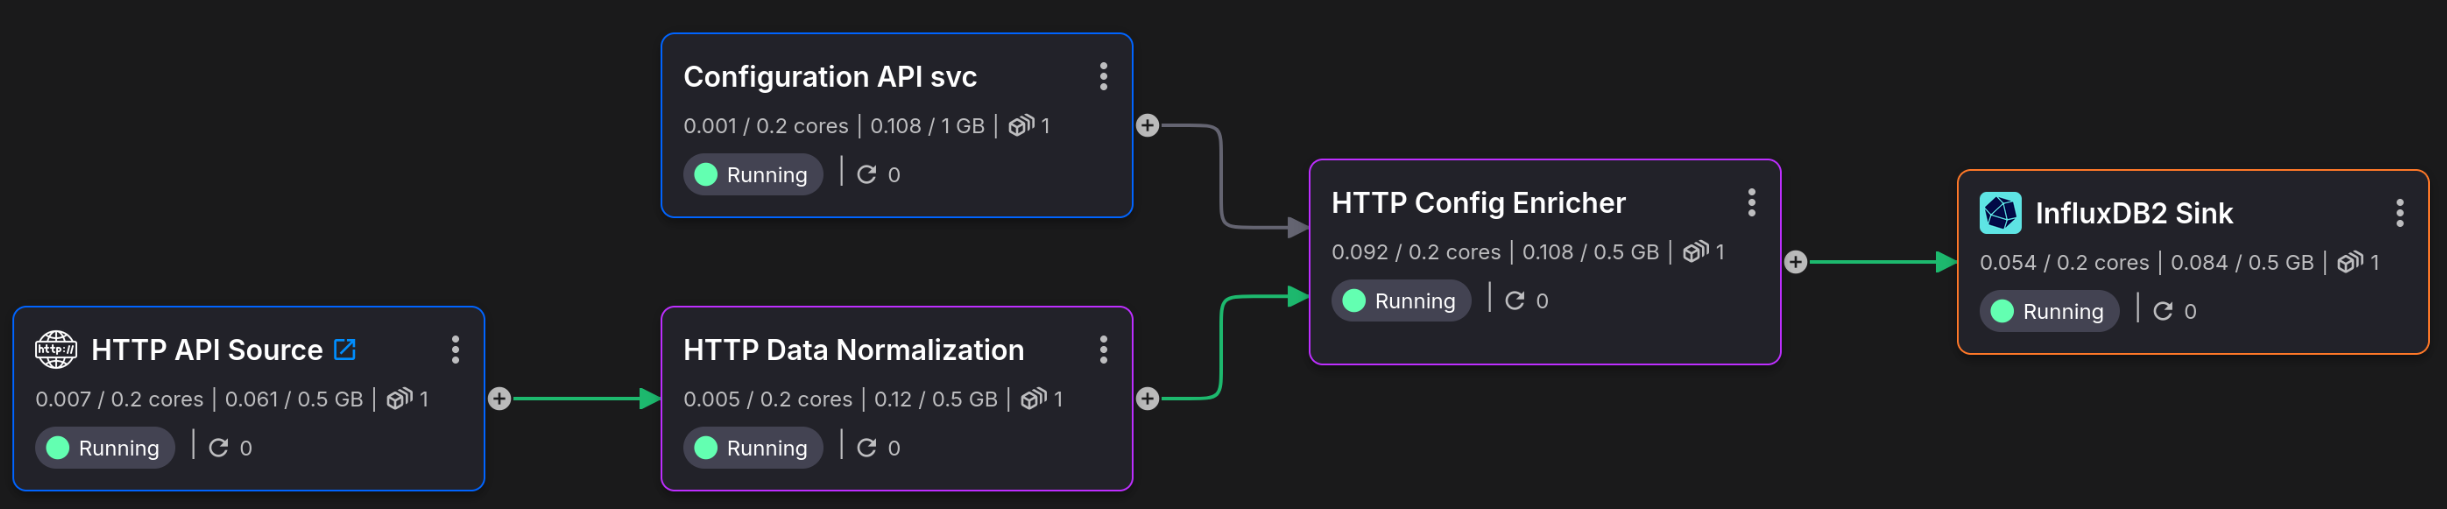 Configuration API svc
0.001 / 0.2 cores | 0.108 / 1 GB | 1
Running | 0
HTTP Config Enricher
0.092 / 0.2 cores | 0.108 / 0.5 GB | 1
Running | 0
InfluxDB2 Sink
0.054 / 0.2 cores | 0.084 / 0.5 GB | 1
Running | 0
http://
HTTP API Source
0.007 / 0.2 cores | 0.061 / 0.5 GB | 1
Running | 0
HTTP Data Normalization
0.005 / 0.2 cores | 0.12 / 0.5 GB | 1
Running | 0